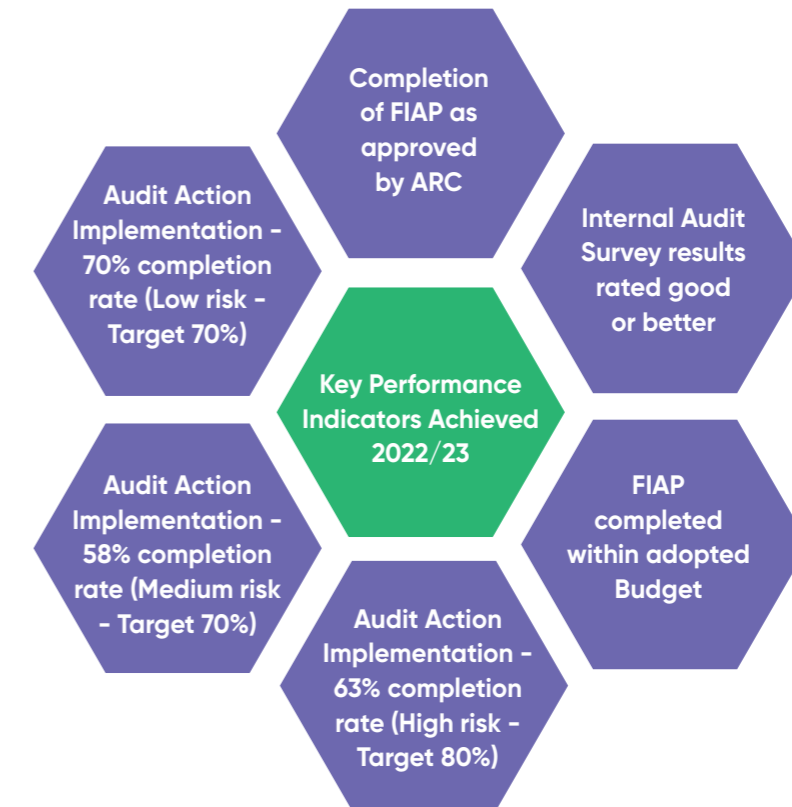 Completion
of FIAP as
approved
by ARC
Internal Audit
Survey results
rated good
or better
FIAP
completed
within adopted
Budget
Audit Action
Implementation -
63% completion
rate (High risk -
Target 80%)
Audit Action
Implementation -
58% completion
rate (Medium risk
- Target 70%)
Audit Action
Implementation -
70% completion
rate (Low risk -
Target 70%)
Key Performance
Indicators Achieved
2022/23